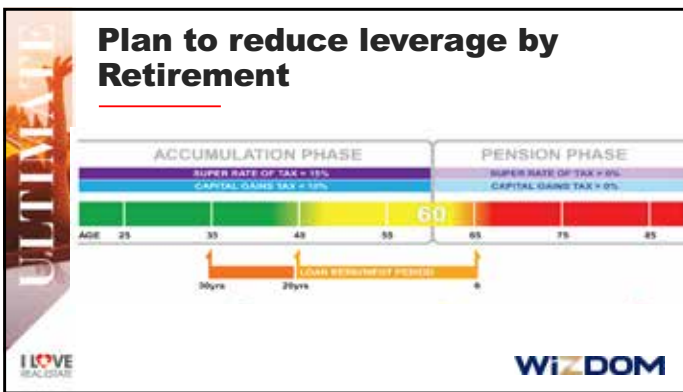 Plan to reduce leverage by
Retirement
ULTIMATE
ACCUMULATION PHASE
PENSION PHASE
SUPER RATE OF TAX = 15%
SUPER RATE OF TAX = 0%
CAPITAL GAINS TAX = 10%
CAPITAL GAINS TAX = 0%
60
AGE 25 35 45 55 65 75 85
LOAN REPAYMENT PERIOD
30yrs 20yrs 0
I LOVE
REAL ESTATE
WiZDOM